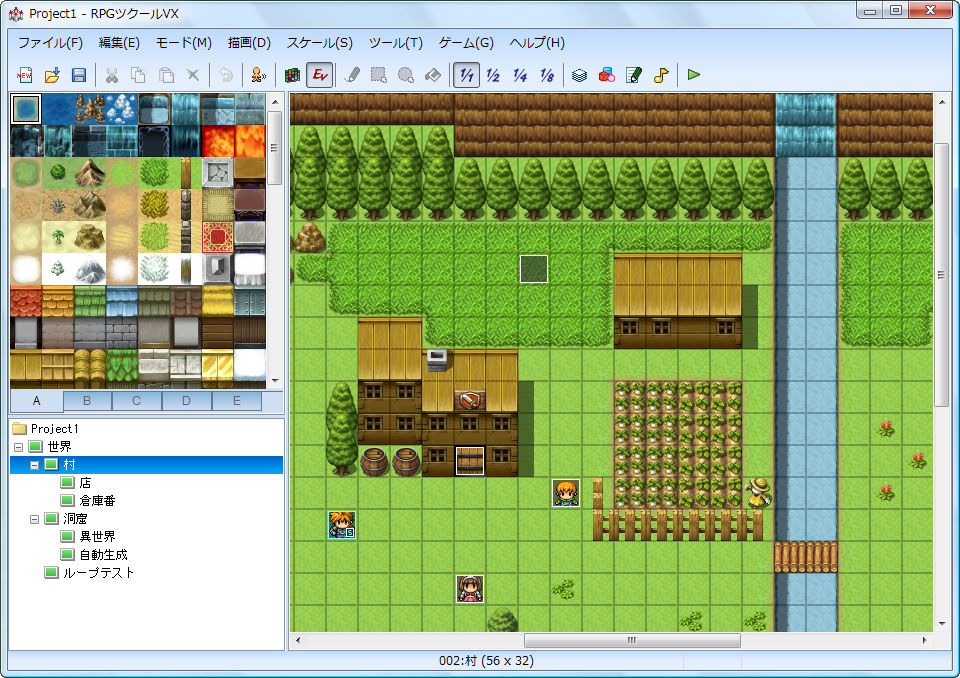 Project1 - RPGツクールVX
ファイル(F) 編集(E) モード(M) 描画(D) スケール(S) ツール(T) ゲーム(G) ヘルプ(H)
NEW EV 1/1 1/2 1/4 1/8
A B C D E
Project1
世界
村
店
倉庫番
洞窟
異世界
自動生成
ループテスト
S
002:村 (56 x 32)